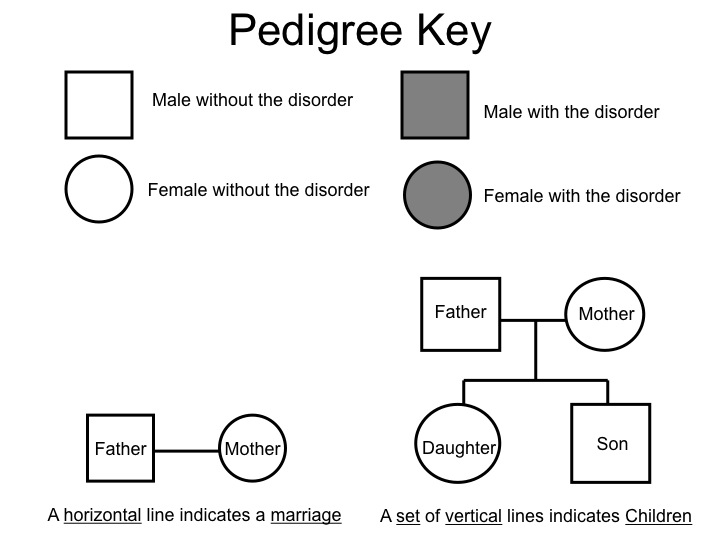 Pedigree Key
Male without the disorder
Male with the disorder
Female without the disorder
Female with the disorder
Father
Mother
Daughter
Son
Father
Mother
A horizontal line indicates a marriage
A set of vertical lines indicates Children